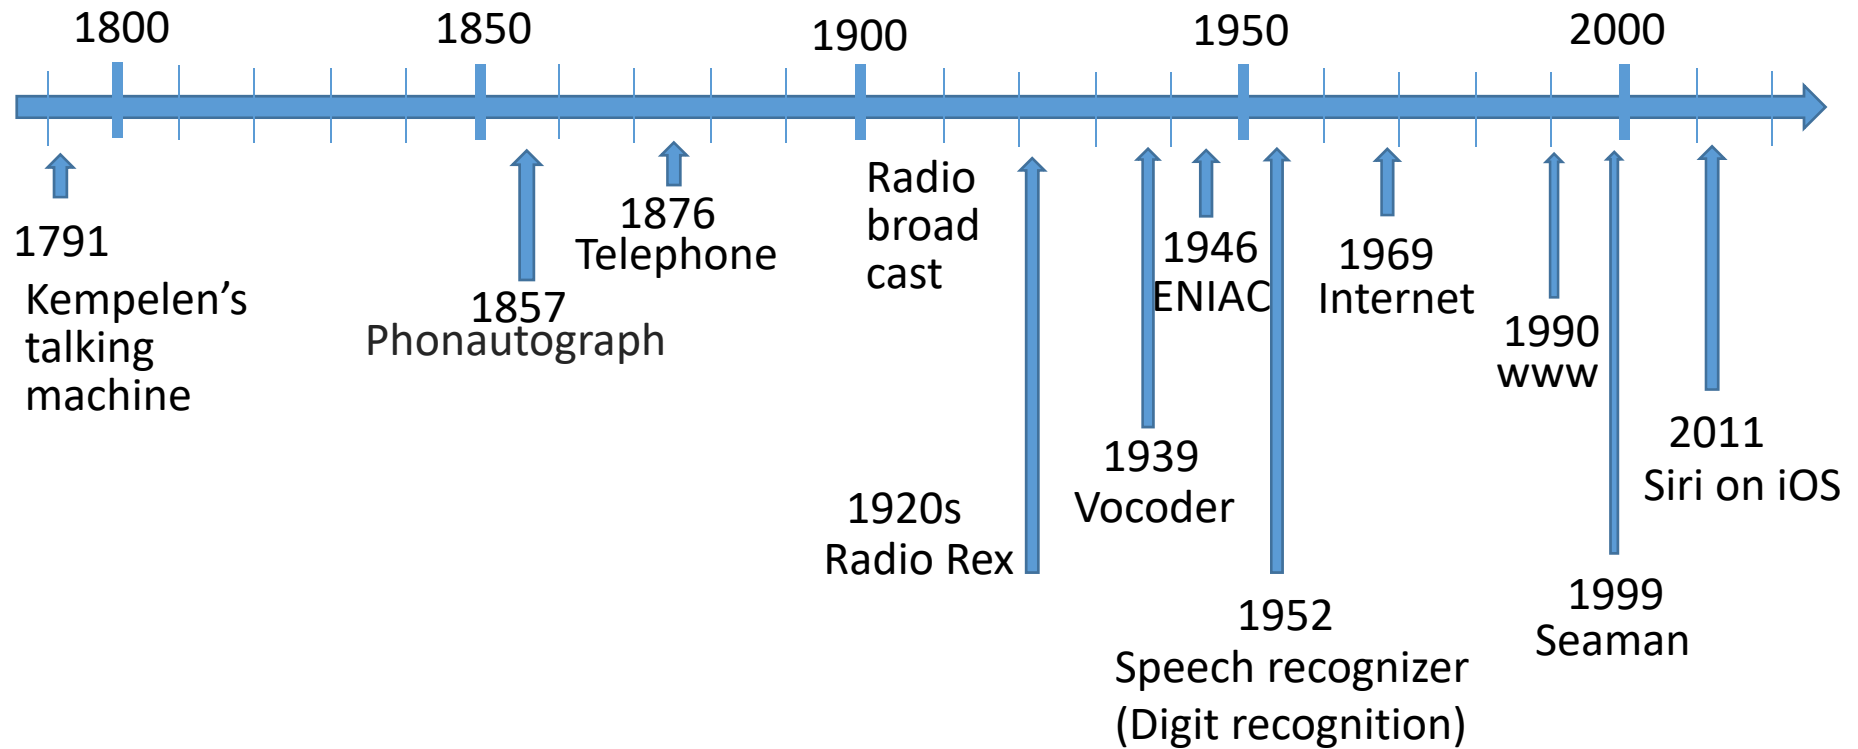 1800
1850
1900
1950
2000
1791
Kempelen’s
talking
machine
1857
Phonautograph
1876
Telephone
Radio
broad
cast
1920s
Radio Rex
1939
Vocoder
1946
ENIAC
1952
Speech recognizer
(Digit recognition)
1969
Internet
1990
www
1999
Seaman
2011
Siri on iOS